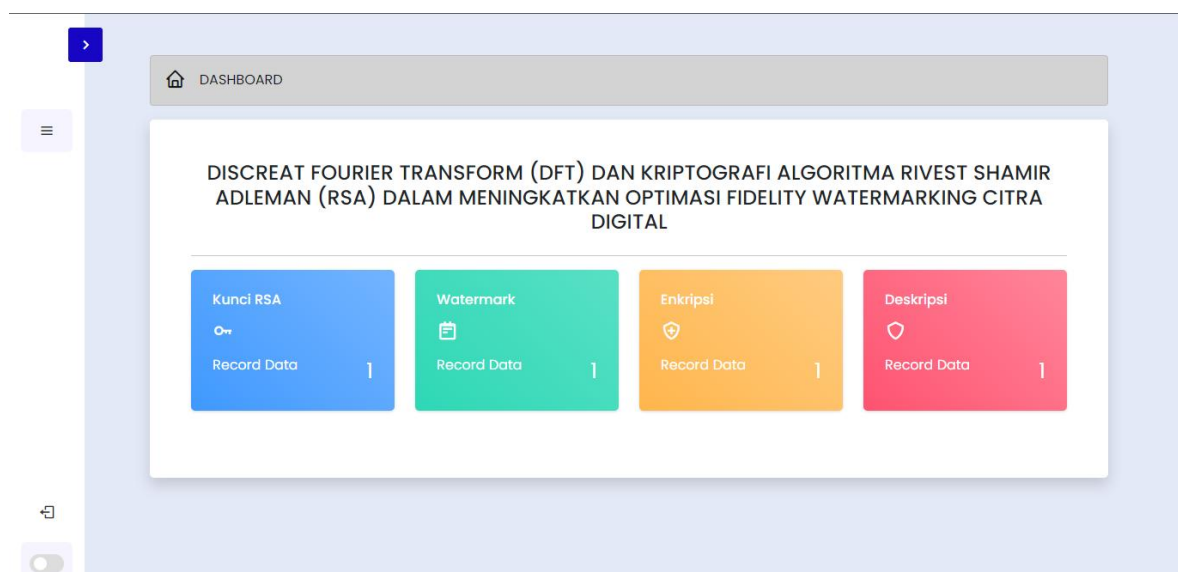 DASHBOARD
DISCREAT FOURIER TRANSFORM (DFT) DAN KRIPTOGRAFI ALGORITMA RIVEST SHAMIR
ADLEMAN (RSA) DALAM MENINGKATKAN OPTIMASI FIDELITY WATERMARKING CITRA
DIGITAL
Kunci RSA
Record Data 1
Watermark
Record Data 1
Enkripsi
Record Data 1
Deskripsi
Record Data 1